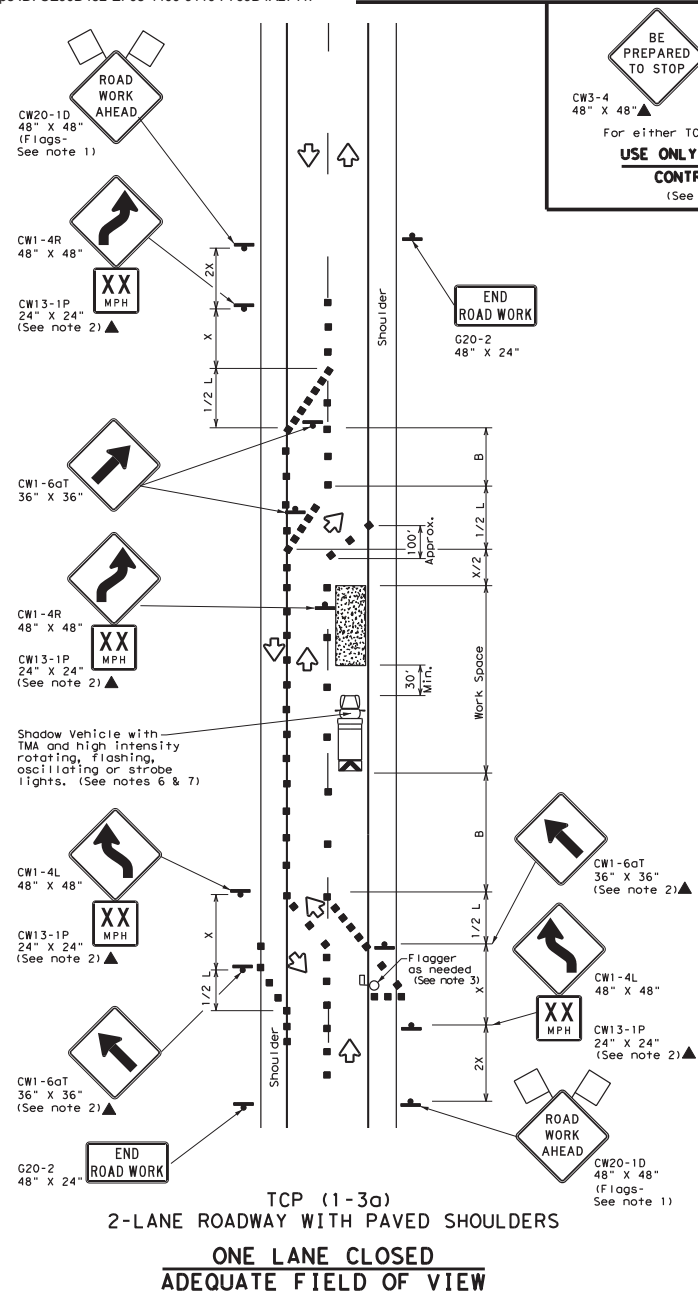 BE
PREPARED
TO STOP
CW3-4
48" X 48"▲
For either TC
USE ONLY
CONTR
(See
ROAD
WORK
AHEAD
CW20-1D
48" X 48"
(Flags-
See note 1)
CW1-4R
48" X 48"
XX
MPH
CW13-1P
24" X 24"
(See note 2)▲
2X
X
1/2 L
Shoulder
END
ROAD WORK
G20-2
48" X 24"
CW1-6aT
36" X 36"
B
1/2 L
100'
Approx.
X/2
CW1-4R
48" X 48"
XX
MPH
CW13-1P
24" X 24"
(See note 2)▲
30'
Min.
Work Space
Shadow Vehicle with
TMA and high intensity
rotating, flashing,
oscillating or strobe
lights. (See notes 6 & 7)
B
CW1-4L
48" X 48"
XX
MPH
CW13-1P
24" X 24"
(See note 2)▲
X
1/2 L
CW1-6aT
36" X 36"
(See note 2)▲
1/2 L
Flagger
as needed
(See note 3)
X
CW1-4L
48" X 48"
XX
MPH
CW13-1P
24" X 24"
(See note 2)▲
2X
Shoulder
CW1-6aT
36" X 36"
(See note 2)▲
END
ROAD WORK
G20-2
48" X 24"
ROAD
WORK
AHEAD
CW20-1D
48" X 48"
(Flags-
See note 1)
TCP (1-3a)
2-LANE ROADWAY WITH PAVED SHOULDERS
ONE LANE CLOSED
ADEQUATE FIELD OF VIEW